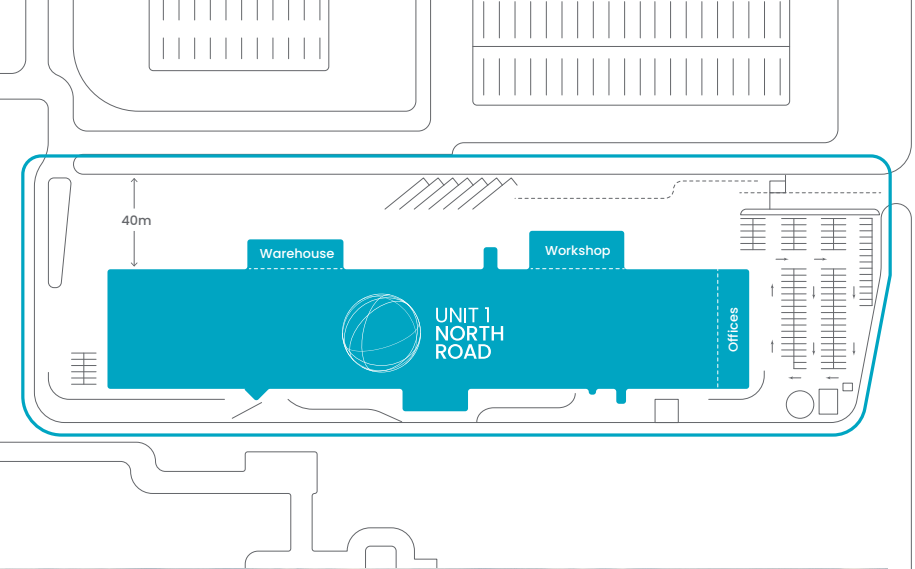 40m
Warehouse
Workshop
UNIT 1
NORTH
ROAD
Offices